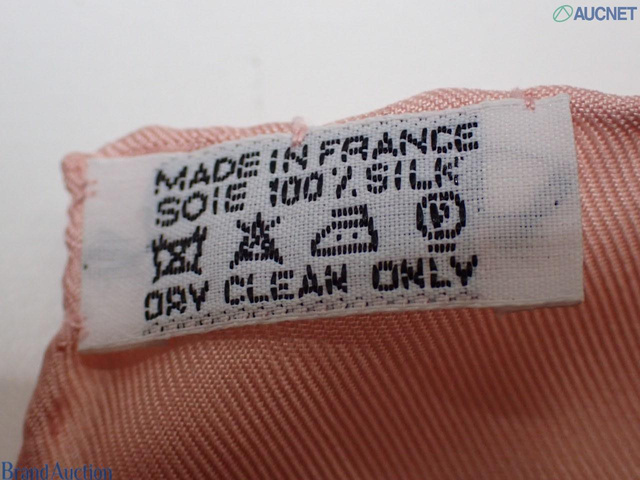 AUCNET
MADE IN FRANCE
SOIE 100% SILK
DRY CLEAN ONLY
Brand Auction